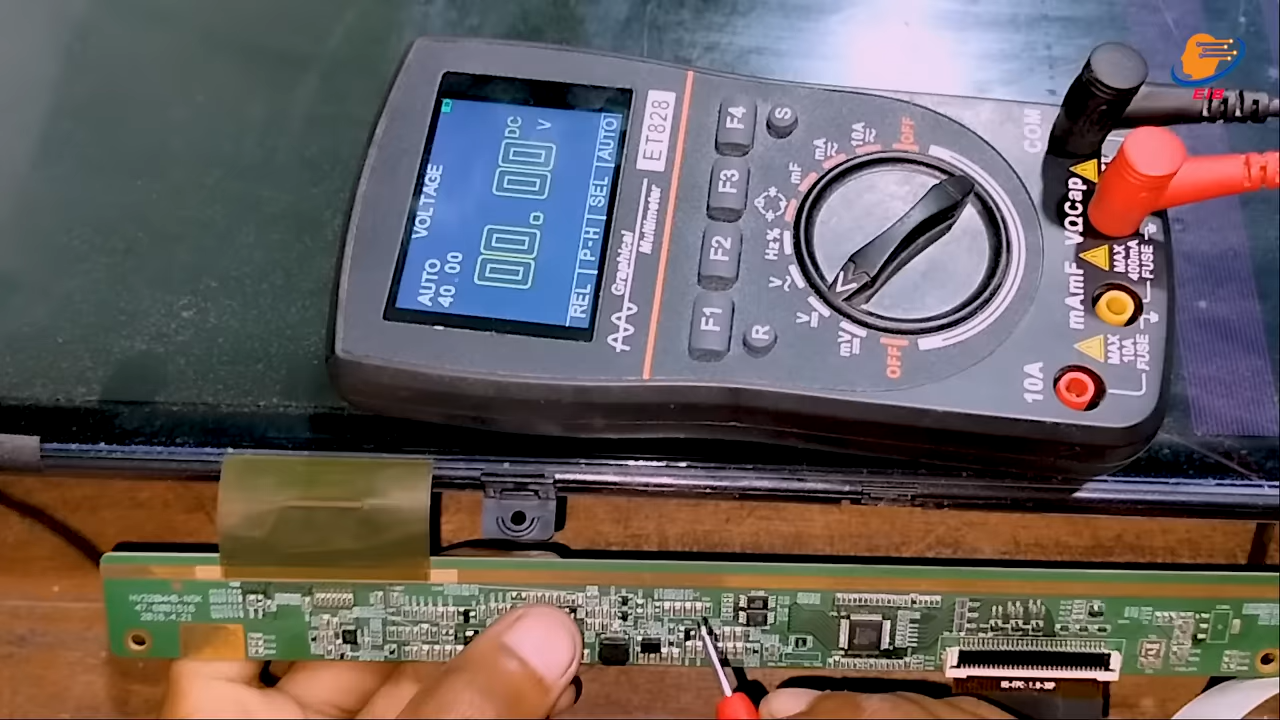 EIB
AUTO
40.00
VOLTAGE
00.00
DC
V
REL | P-H | SEL | AUTO
ET828
Graphical
Multimeter
F1
F2
F3
F4
S
R
OFF
10A
mA
mF
Hz%
V
V
mV
OFF
COM
VΩCap
mAmF
10A
MAX
400mA
FUSE
MAX
10A
FUSE
HV320WHB-N5K
47-6001516
2016.4.21